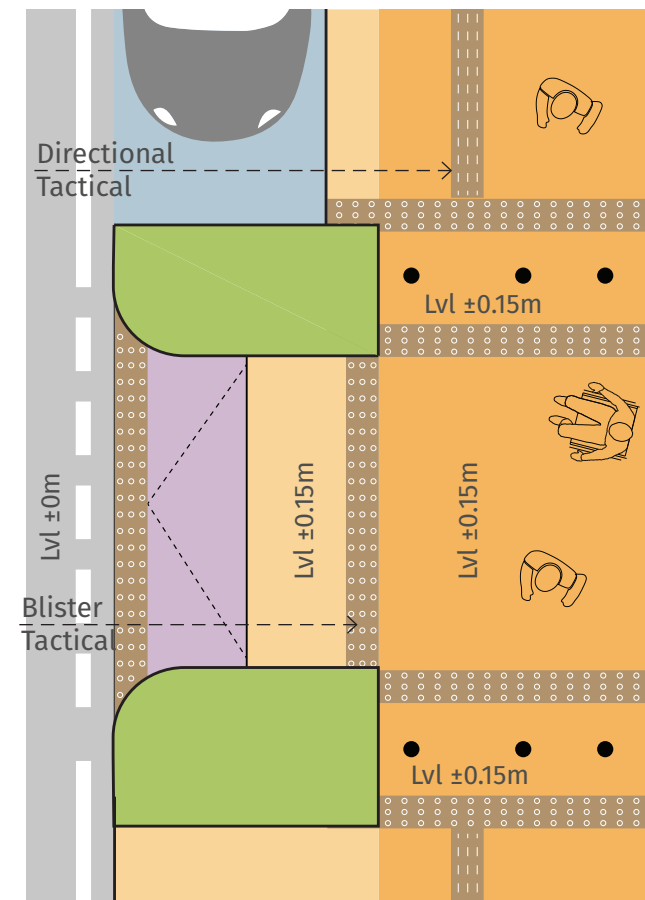 Directional
Tactical
Lvl ±0.15m
Lvl ±0m
Lvl ±0.15m
Lvl ±0.15m
Blister
Tactical
Lvl ±0.15m